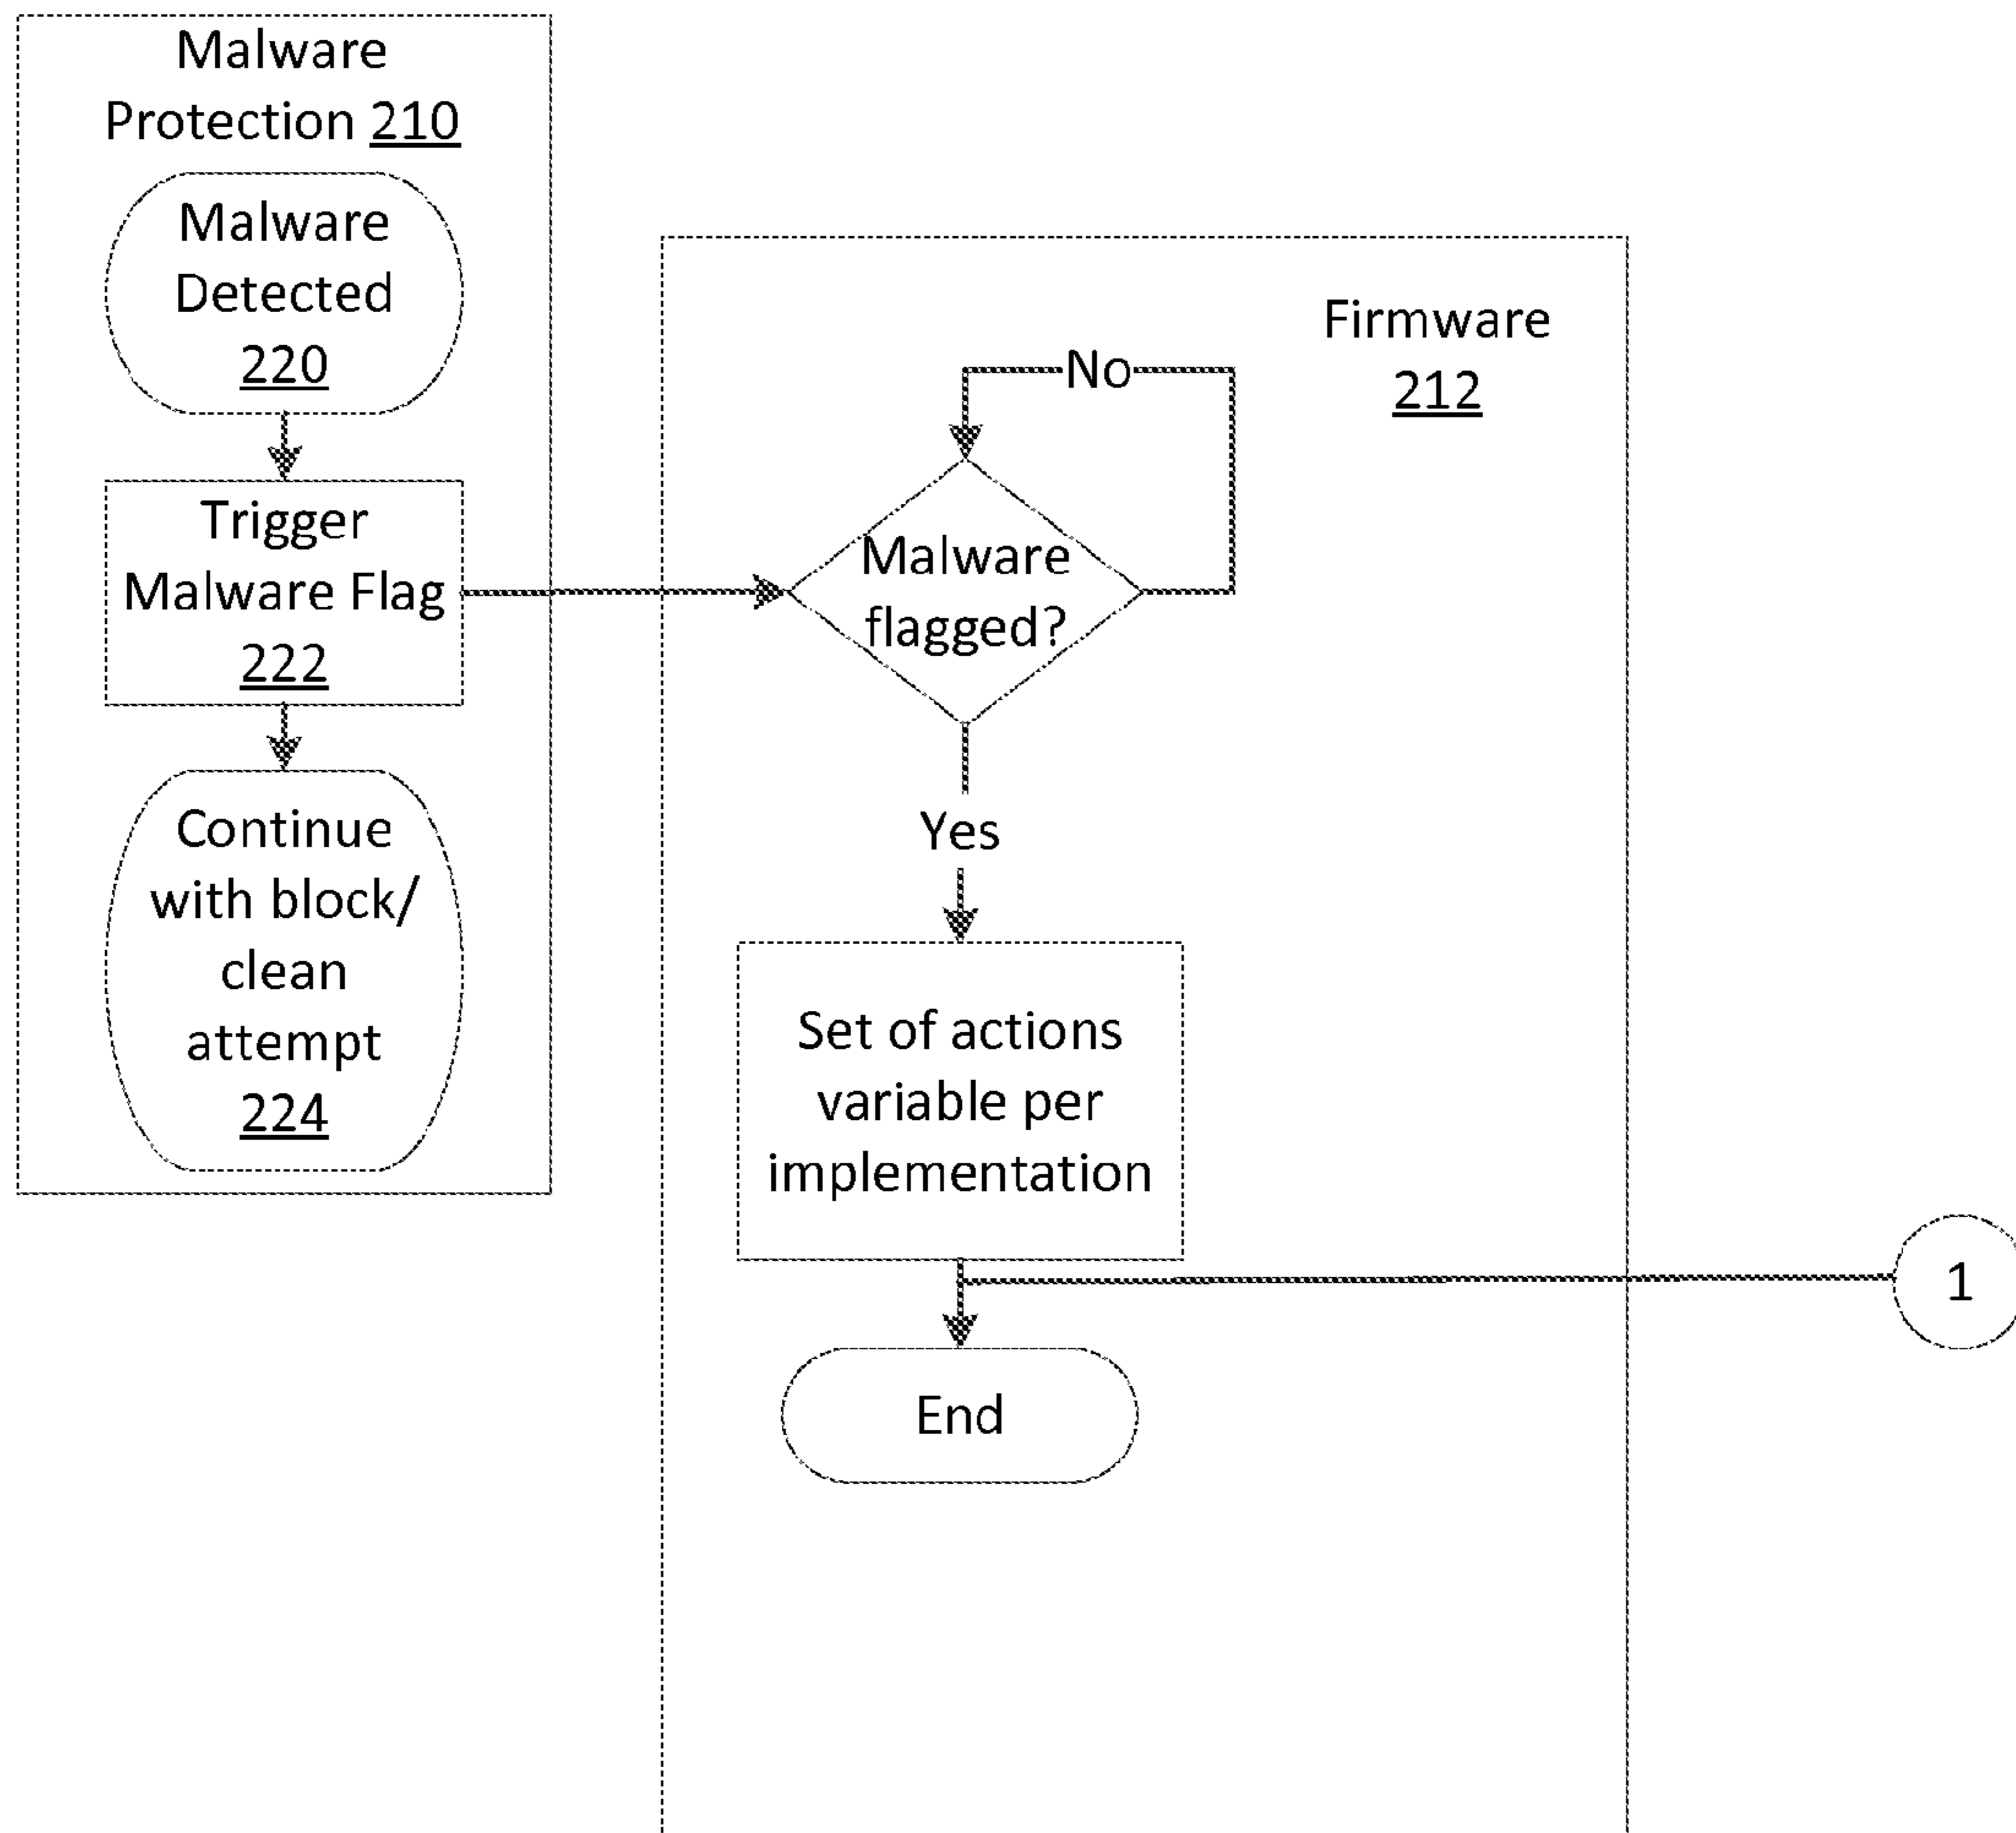 Malware
Protection 210
Malware
Detected
220
Trigger
Malware Flag
222
Continue
with block/
clean
attempt
224
Firmware
212
No
Malware
flagged?
Yes
Set of actions
variable per
implementation
1
End